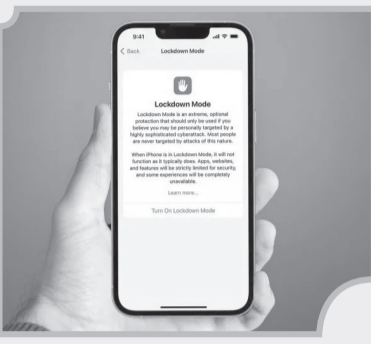 9:41
Back Lockdown Mode
Lockdown Mode
Lockdown Mode is an extreme, optional
protection that should only be used if you
believe you may be personally targeted by a
highly sophisticated cyberattack. Most people
are never targeted by attacks of this nature.
When iPhone is in Lockdown Mode, it will not
function as it typically does. Apps, websites,
and features will be strictly limited for security,
and some experiences will be completely
unavailable.
Learn more...
Turn On Lockdown Mode